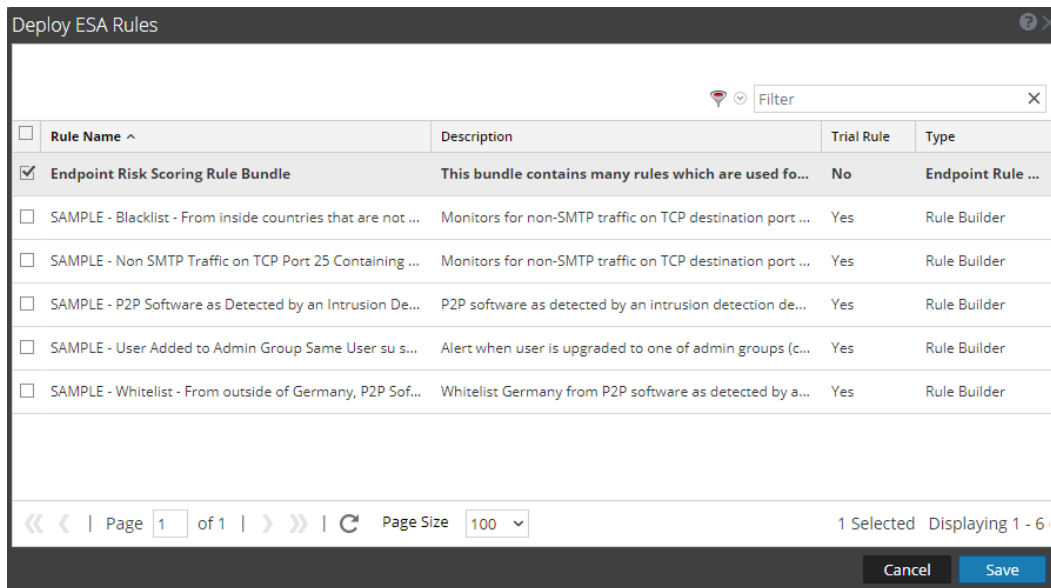 Deploy ESA Rules
Filter
Rule Name Description Trial Rule Type
Endpoint Risk Scoring Rule Bundle This bundle contains many rules which are used fo... No Endpoint Rule ...
SAMPLE - Blacklist - From inside countries that are not ... Monitors for non-SMTP traffic on TCP destination port ... Yes Rule Builder
SAMPLE - Non SMTP Traffic on TCP Port 25 Containing ... Monitors for non-SMTP traffic on TCP destination port ... Yes Rule Builder
SAMPLE - P2P Software as Detected by an Intrusion De... P2P software as detected by an intrusion detection de... Yes Rule Builder
SAMPLE - User Added to Admin Group Same User su s... Alert when user is upgraded to one of admin groups (c... Yes Rule Builder
SAMPLE - Whitelist - From outside of Germany, P2P Sof... Whitelist Germany from P2P software as detected by a... Yes Rule Builder
| Page 1 of 1 | | Page Size 100 1 Selected Displaying 1 - 6
Cancel Save